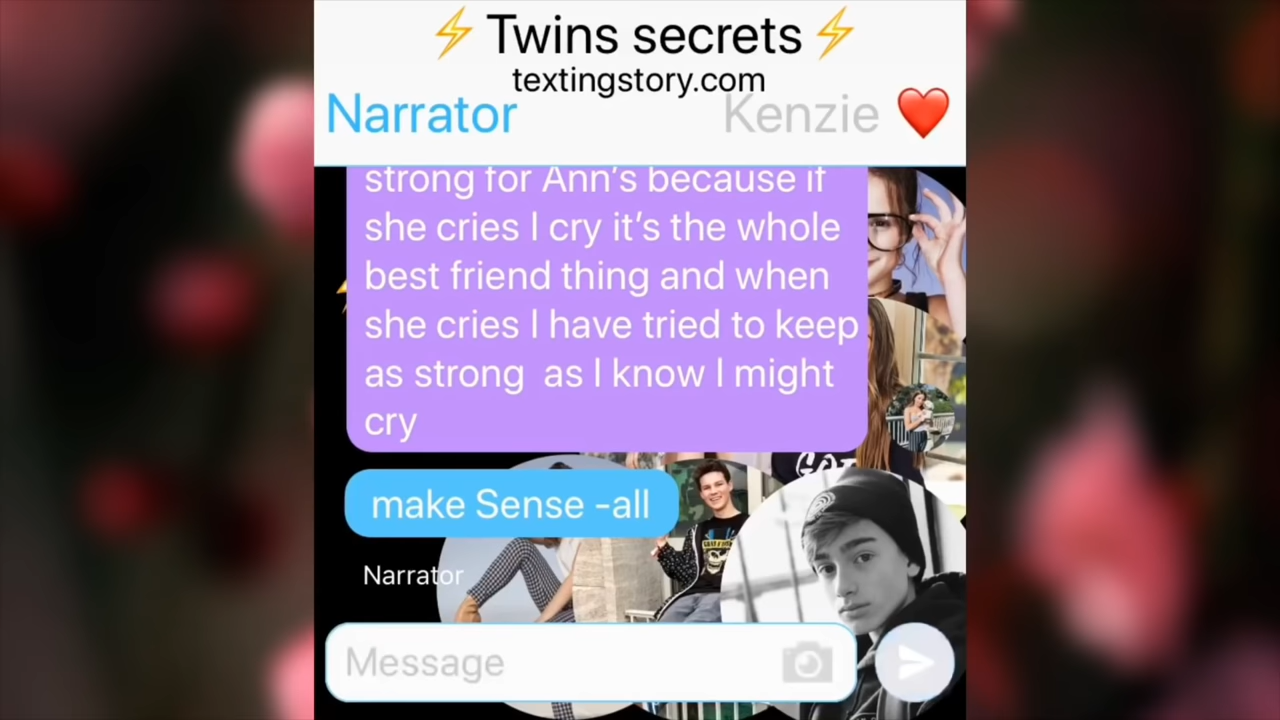 ⚡ Twins secrets ⚡
textingstory.com
Narrator Kenzie ❤️
strong for Ann’s because if
she cries I cry it’s the whole
best friend thing and when
she cries I have tried to keep
as strong  as I know I might
cry
make Sense -all
Narrator
Message